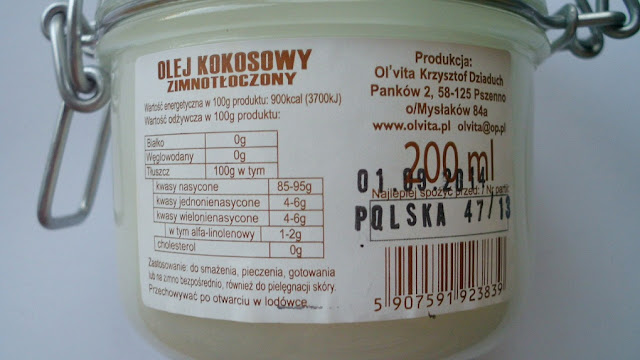 OLEJ KOKOSOWY
ZIMNOTŁOCZONY
Wartość energetyczna w 100g produktu: 900kcal (3700kJ)
Wartość odżywcza w 100g produktu:
Białko 0g
Węglowodany 0g
Tłuszcz 100g w tym
kwasy nasycone 85-95g
kwasy jednonienasycone 4-6g
kwasy wielonienasycone 4-6g
w tym alfa-linolenowy 1-2g
cholesterol 0g
Zastosowanie: do smażenia, pieczenia, gotowania
lub na zimno bezpośrednio, również do pielęgnacji skóry.
Przechowywać po otwarciu w lodówce
Produkcja:
Ol'vita Krzysztof Dziaduch
Panków 2, 58-125 Pszenno
o/Mysłaków 84a
www.olvita.pl olvita@op.pl
200 ml
01.09.2014
Najlepiej spożyć przed: / Nr partii
POLSKA 47/13
5 907591 923839